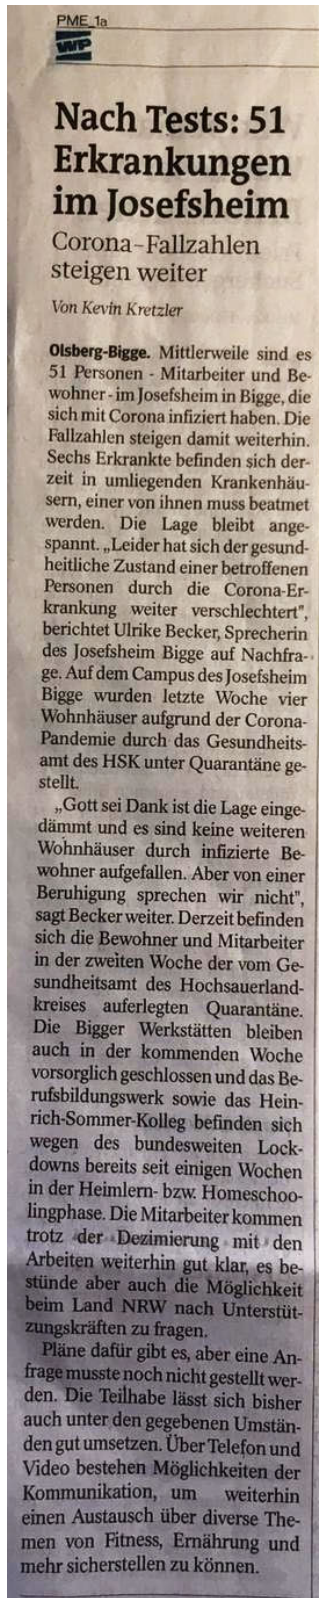 PME_1a
WP
Nach Tests: 51
Erkrankungen
im Josefsheim
Corona-Fallzahlen
steigen weiter
Von Kevin Kretzler
Olsberg-Bigge. Mittlerweile sind es
51 Personen - Mitarbeiter und Be-
wohner - im Josefsheim in Bigge, die
sich mit Corona infiziert haben. Die
Fallzahlen steigen damit weiterhin.
Sechs Erkrankte befinden sich der-
zeit in umliegenden Krankenhäu-
sern, einer von ihnen muss beatmet
werden. Die Lage bleibt ange-
spannt. „Leider hat sich der gesund-
heitliche Zustand einer betroffenen
Personen durch die Corona-Er-
krankung weiter verschlechtert",
berichtet Ulrike Becker, Sprecherin
des Josefsheim Bigge auf Nachfra-
ge. Auf dem Campus des Josefsheim
Bigge wurden letzte Woche vier
Wohnhäuser aufgrund der Corona-
Pandemie durch das Gesundheits-
amt des HSK unter Quarantäne ge-
stellt.
„Gott sei Dank ist die Lage einge-
dämmt und es sind keine weiteren
Wohnhäuser durch infizierte Be-
wohner aufgefallen. Aber von einer
Beruhigung sprechen wir nicht",
sagt Becker weiter. Derzeit befinden
sich die Bewohner und Mitarbeiter
in der zweiten Woche der vom Ge-
sundheitsamt des Hochsauerland-
kreises auferlegten Quarantäne.
Die Bigger Werkstätten bleiben
auch in der kommenden Woche
vorsorglich geschlossen und das Be-
rufsbildungswerk sowie das Hein-
rich-Sommer-Kolleg befinden sich
wegen des bundesweiten Lock-
downs bereits seit einigen Wochen
in der Heimlern- bzw. Homeschoo-
lingphase. Die Mitarbeiter kommen
trotz der Dezimierung mit den
Arbeiten weiterhin gut klar, es be-
stünde aber auch die Möglichkeit
beim Land NRW nach Unterstüt-
zungskräften zu fragen.
Pläne dafür gibt es, aber eine An-
frage musste noch nicht gestellt wer-
den. Die Teilhabe lässt sich bisher
auch unter den gegebenen Umstän-
den gut umsetzen. Über Telefon und
Video bestehen Möglichkeiten der
Kommunikation, um weiterhin
einen Austausch über diverse The-
men von Fitness, Ernährung und
mehr sicherstellen zu können.